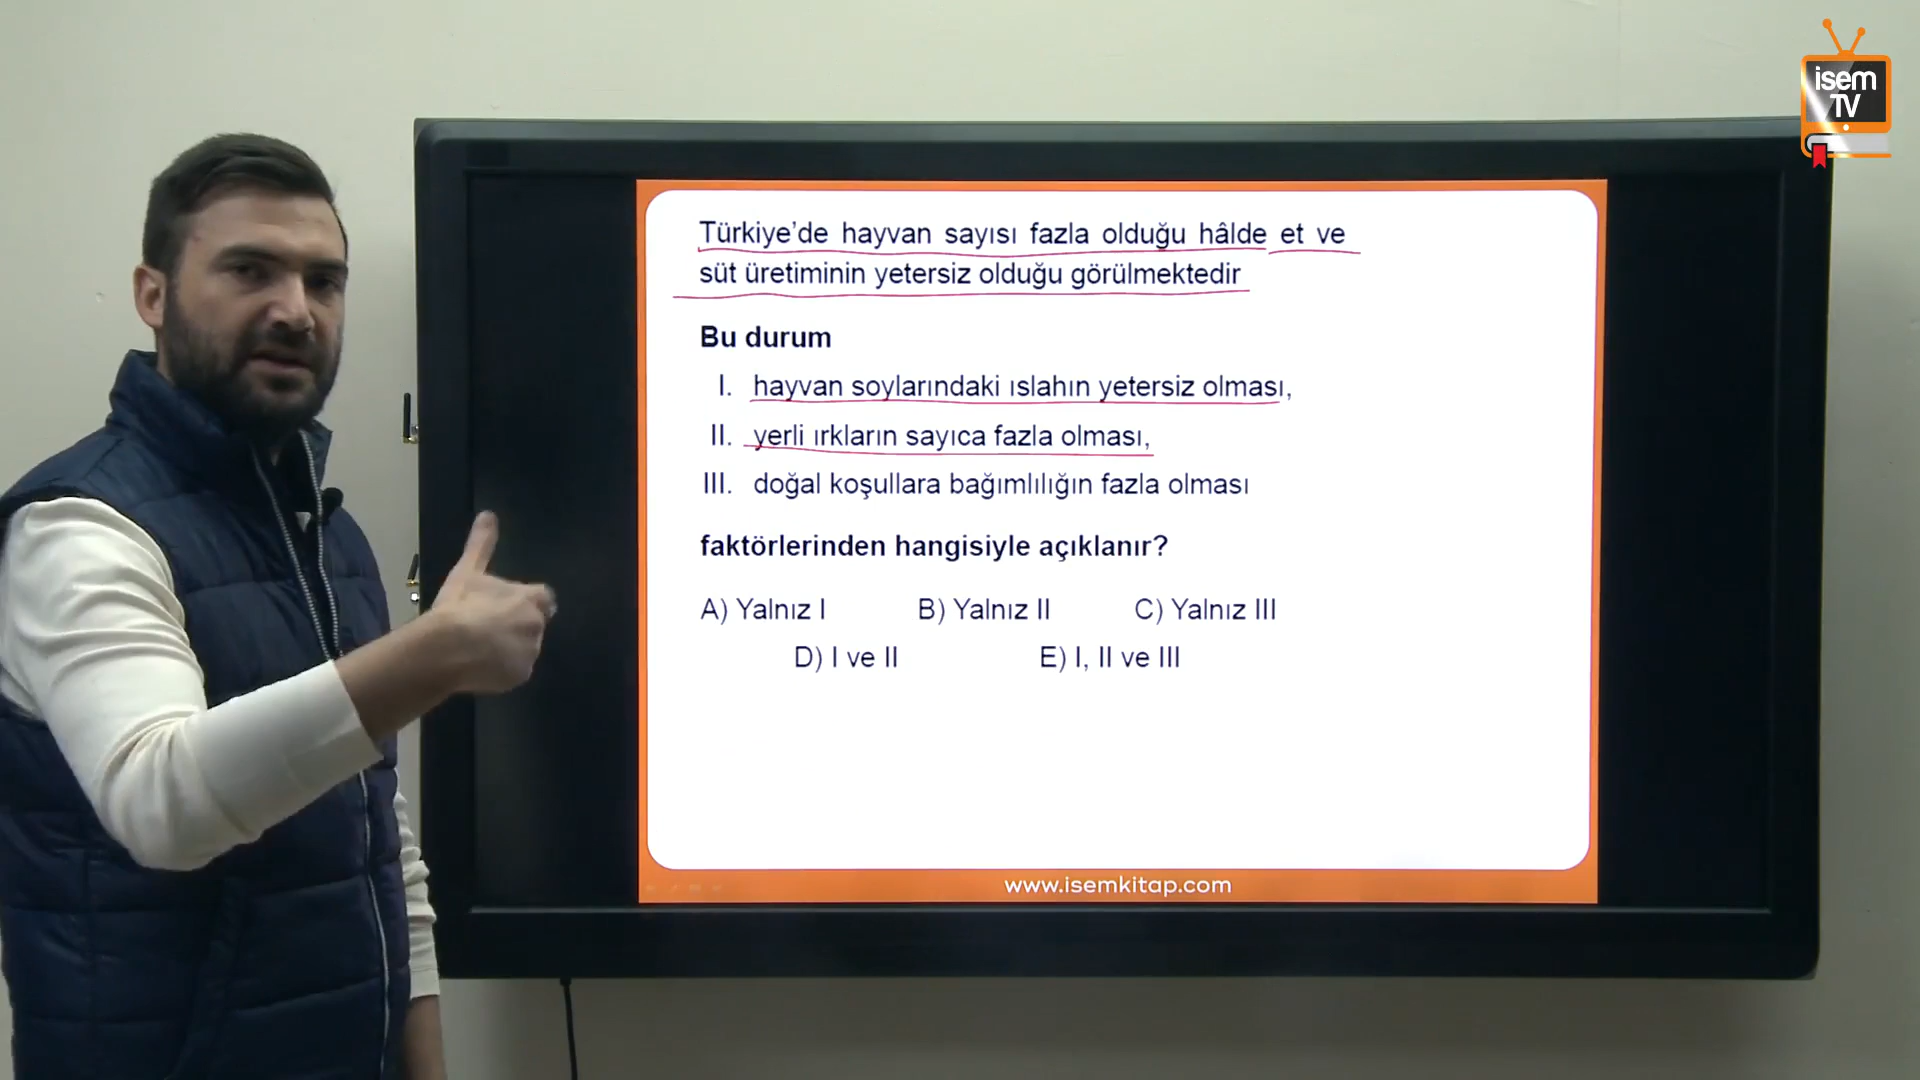 isem
TV
Türkiye’de hayvan sayısı fazla olduğu hâlde et ve
süt üretiminin yetersiz olduğu görülmektedir
Bu durum
I. hayvan soylarındaki ıslahın yetersiz olması,
II. yerli ırkların sayıca fazla olması,
III. doğal koşullara bağımlılığın fazla olması
faktörlerinden hangisiyle açıklanır?
A) Yalnız I B) Yalnız II C) Yalnız III
D) I ve II E) I, II ve III
www.isemkitap.com